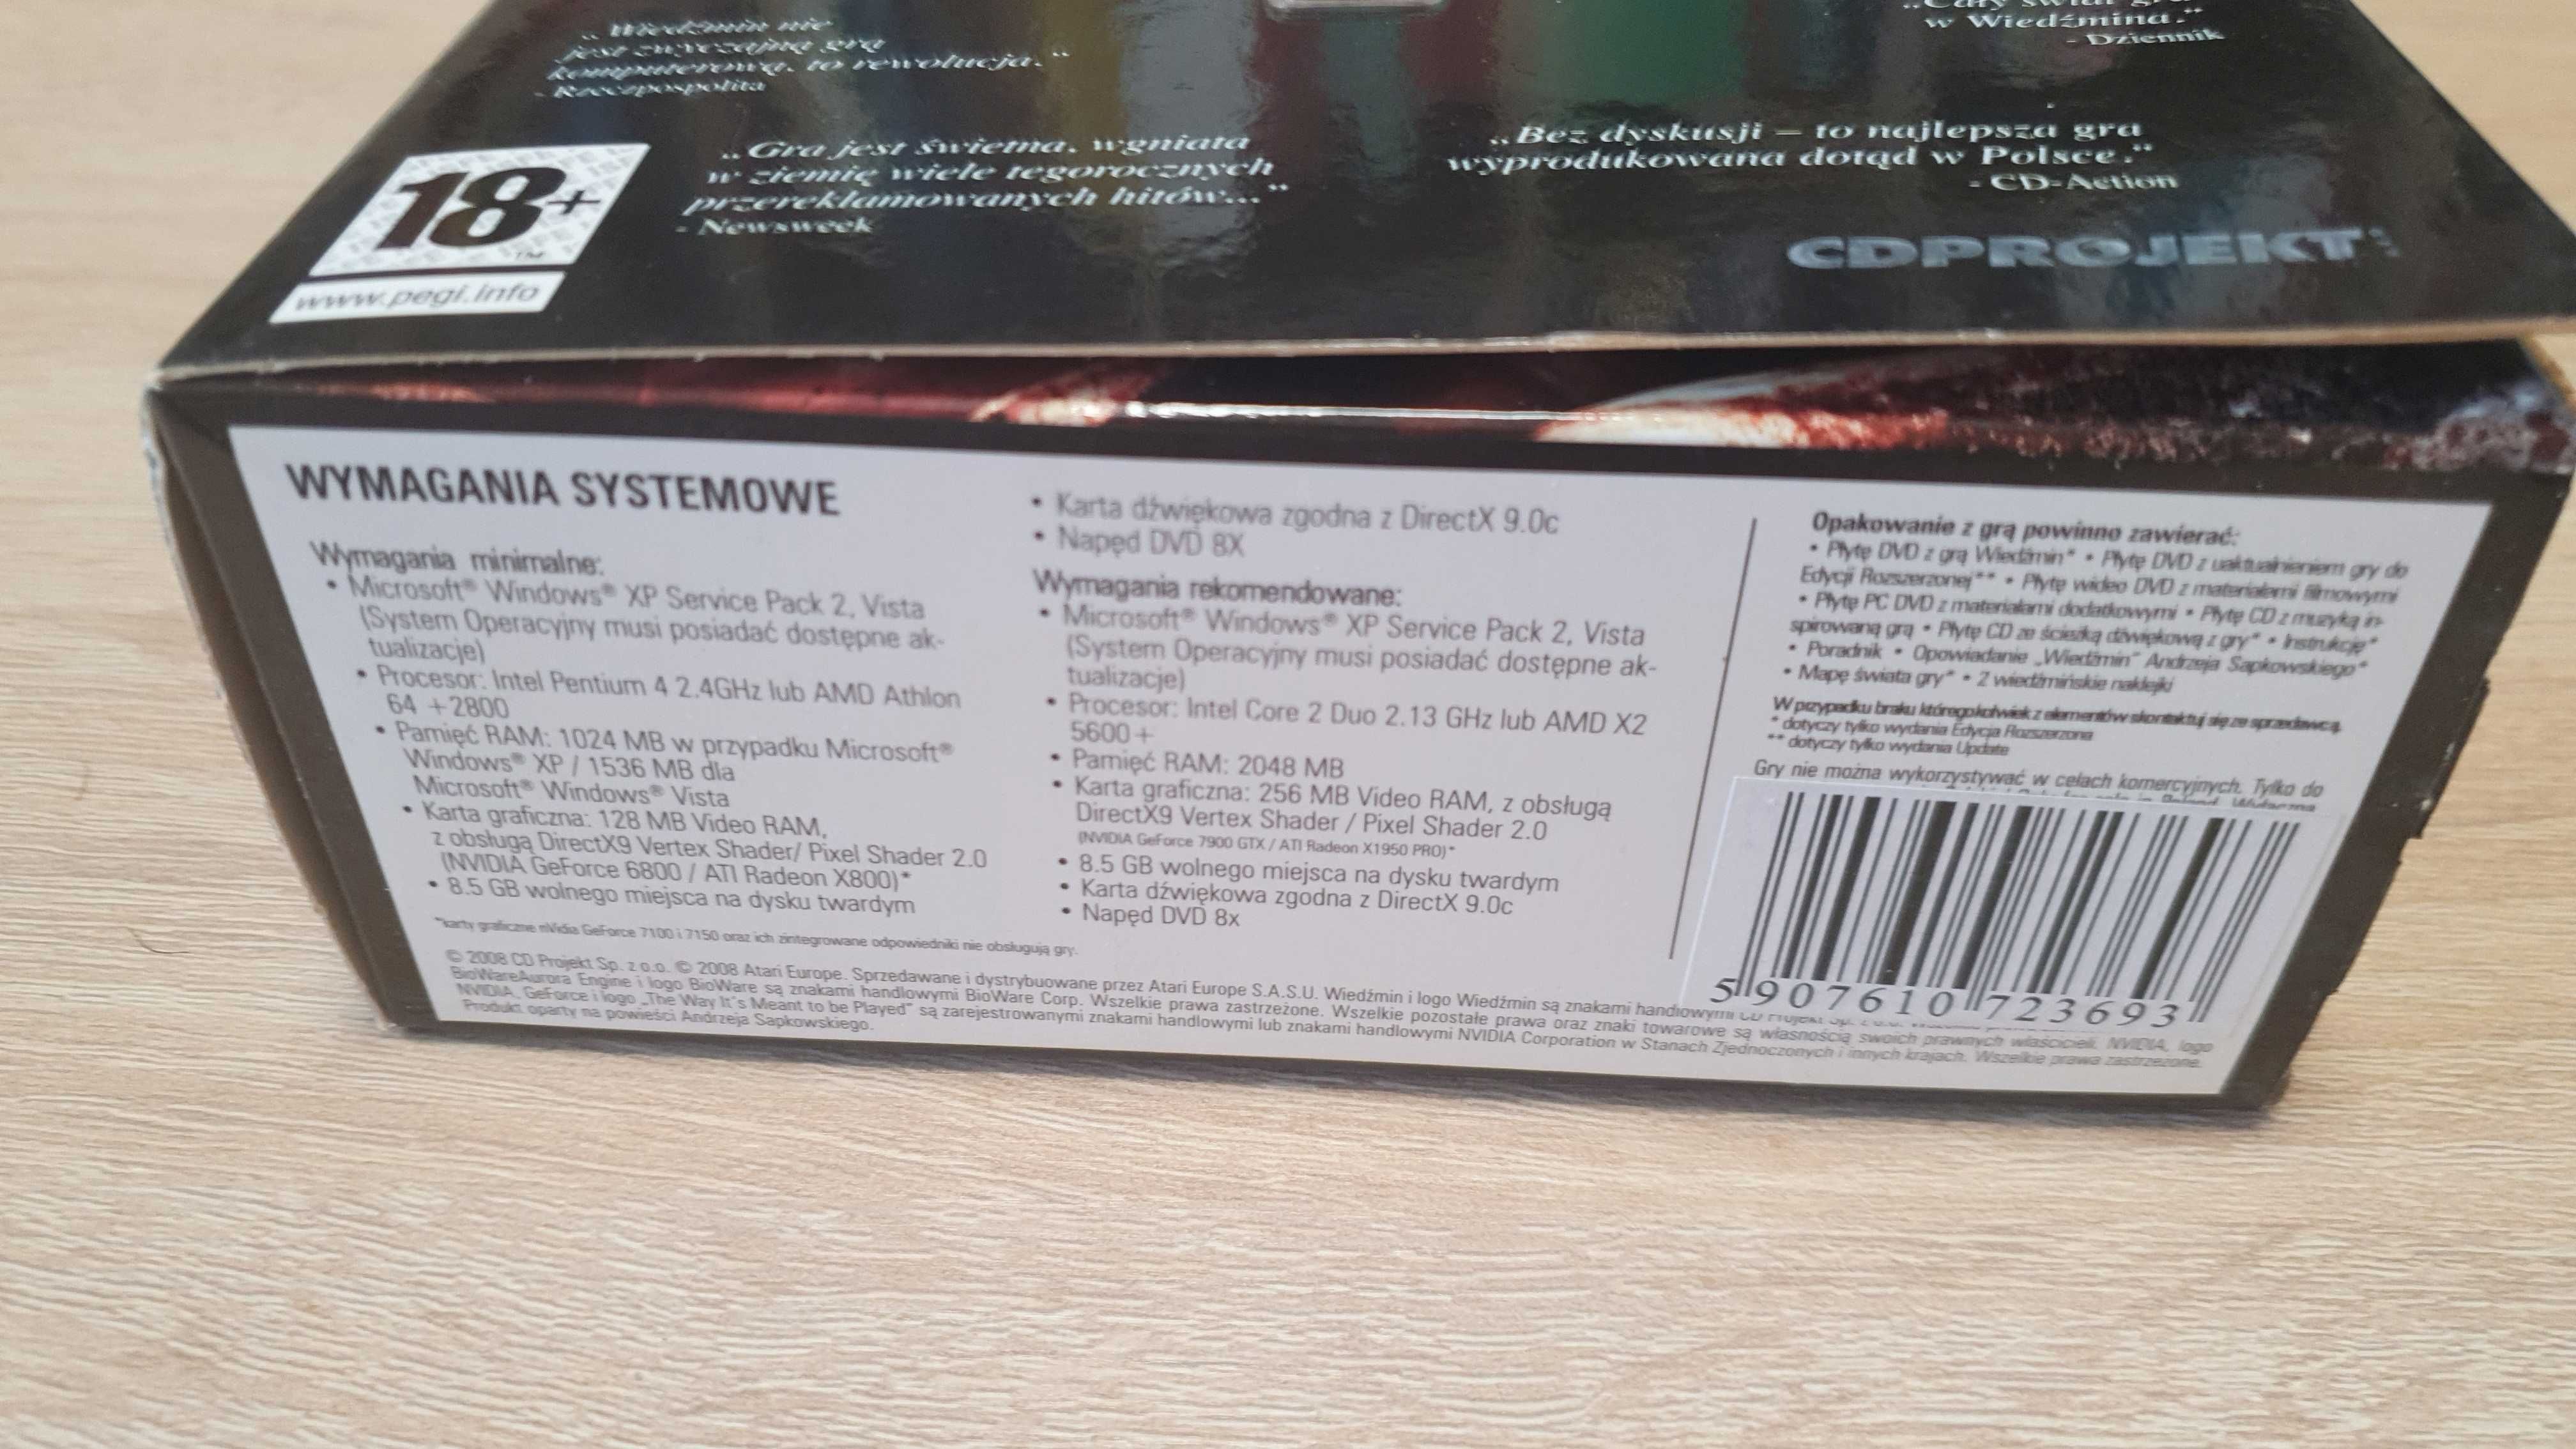 „Wiedźmin nie
jest zwyczajną grą
komputerową, to rewolucja.“
- Rzeczpospolita
w Wiedźmina.“
- Dziennik
„Gra jest świetna, wgniata
w ziemię wiele tegorocznych
przereklamowanych hitów...“
- Newsweek
„Bez dyskusji – to najlepsza gra
wyprodukowana dotąd w Polsce.“
- CD-Action
18+
TM
www.pegi.info
CDPROJEKT
WYMAGANIA SYSTEMOWE
Wymagania minimalne:
• Microsoft® Windows® XP Service Pack 2, Vista
(System Operacyjny musi posiadać dostępne ak-
tualizacje)
• Procesor: Intel Pentium 4 2.4GHz lub AMD Athlon
64 +2800
• Pamięć RAM: 1024 MB w przypadku Microsoft®
Windows® XP / 1536 MB dla
Microsoft® Windows® Vista
• Karta graficzna: 128 MB Video RAM,
z obsługą DirectX9 Vertex Shader/ Pixel Shader 2.0
(NVIDIA GeForce 6800 / ATI Radeon X800)*
• 8.5 GB wolnego miejsca na dysku twardym
• Karta dźwiękowa zgodna z DirectX 9.0c
• Napęd DVD 8X
Wymagania rekomendowane:
• Microsoft® Windows® XP Service Pack 2, Vista
(System Operacyjny musi posiadać dostępne ak-
tualizacje)
• Procesor: Intel Core 2 Duo 2.13 GHz lub AMD X2
5600+
• Pamięć RAM: 2048 MB
• Karta graficzna: 256 MB Video RAM, z obsługą
DirectX9 Vertex Shader / Pixel Shader 2.0
(NVIDIA GeForce 7900 GTX / ATI Radeon X1950 PRO)*
• 8.5 GB wolnego miejsca na dysku twardym
• Karta dźwiękowa zgodna z DirectX 9.0c
• Napęd DVD 8x
*karty graficzne nVidia GeForce 7100 i 7150 oraz ich zintegrowane odpowiedniki nie obsługują gry.
Opakowanie z grą powinno zawierać:
• Płytę DVD z grą Wiedźmin* • Płytę DVD z uaktualnieniem gry do
Edycji Rozszerzonej** • Płytę wideo DVD z materiałami filmowymi
• Płytę PC DVD z materiałami dodatkowymi • Płytę CD z muzyką in-
spirowaną grą • Płytę CD ze ścieżką dźwiękową z gry* • Instrukcję*
• Poradnik • Opowiadanie „Wiedźmin” Andrzeja Sapkowskiego*
• Mapę świata gry* • 2 wiedźmińskie naklejki
W przypadku braku któregokolwiek z elementów skontaktuj się ze sprzedawcą.
* dotyczy tylko wydania Edycja Rozszerzona
** dotyczy tylko wydania Update
Gry nie można wykorzystywać w celach komercyjnych. Tylko do
5 907610 723693
© 2008 CD Projekt Sp. z o.o. © 2008 Atari Europe. Sprzedawane i dystrybuowane przez Atari Europe S.A.S.U. Wiedźmin i logo Wiedźmin są znakami handlowymi CD Projekt Sp. z o.o.
BioWareAurora Engine i logo BioWare są znakami handlowymi BioWare Corp. Wszelkie prawa zastrzeżone. Wszelkie pozostałe prawa oraz znaki towarowe są własnością swoich prawnych właścicieli. NVIDIA, logo
NVIDIA, GeForce i logo „The Way It's Meant to be Played” są zarejestrowanymi znakami handlowymi lub znakami handlowymi NVIDIA Corporation w Stanach Zjednoczonych i innych krajach. Wszelkie prawa zastrzeżone.
Produkt oparty na powieści Andrzeja Sapkowskiego.